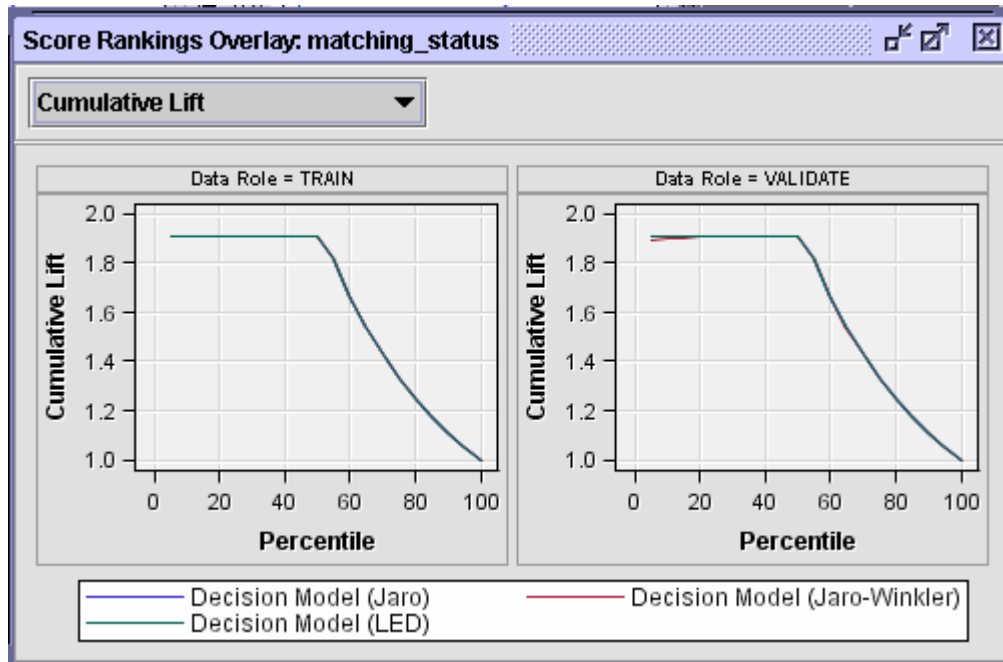 Score Rankings Overlay: matching_status
Cumulative Lift
Data Role = TRAIN
2.0
1.8
1.6
1.4
1.2
1.0
Cumulative Lift
0 20 40 60 80 100
Percentile
Data Role = VALIDATE
2.0
1.8
1.6
1.4
1.2
1.0
Cumulative Lift
0 20 40 60 80 100
Percentile
Decision Model (Jaro) Decision Model (Jaro-Winkler)
Decision Model (LED)